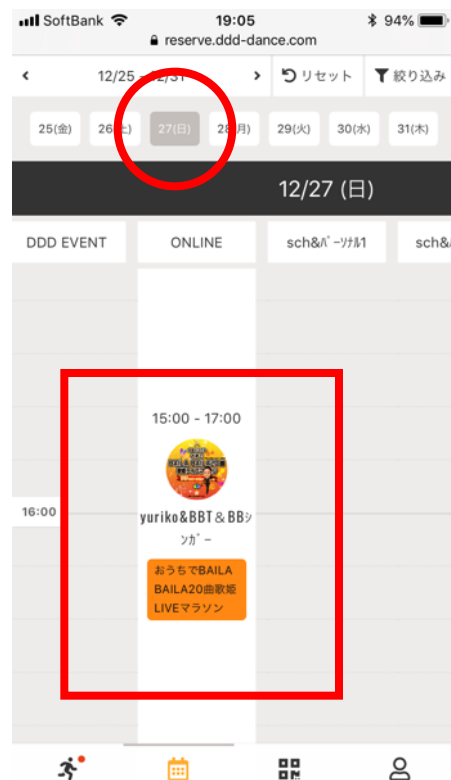 SoftBank 19:05 94%
reserve.ddd-dance.com
12/25 - 12/31 リセット 絞り込み
25(金) 26(土) 27(日) 28(月) 29(火) 30(水) 31(木)
12/27 (日)
DDD EVENT ONLINE sch&ﾊﾟｰｿﾅﾙ1 sch&
15:00 - 17:00
16:00
yuriko&BBT＆BBｼ
ﾝｶﾞｰ
おうちでBAILA
BAILA20曲歌姫
LIVEマラソン